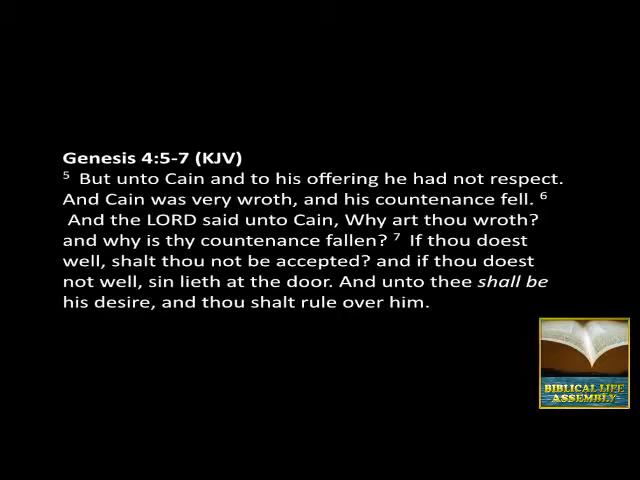 Genesis 4:5-7 (KJV)
5 But unto Cain and to his offering he had not respect.
And Cain was very wroth, and his countenance fell. 6
And the LORD said unto Cain, Why art thou wroth?
and why is thy countenance fallen? 7 If thou doest
well, shalt thou not be accepted? and if thou doest
not well, sin lieth at the door. And unto thee shall be
his desire, and thou shalt rule over him.
BIBLICAL LIFE
ASSEMBLY